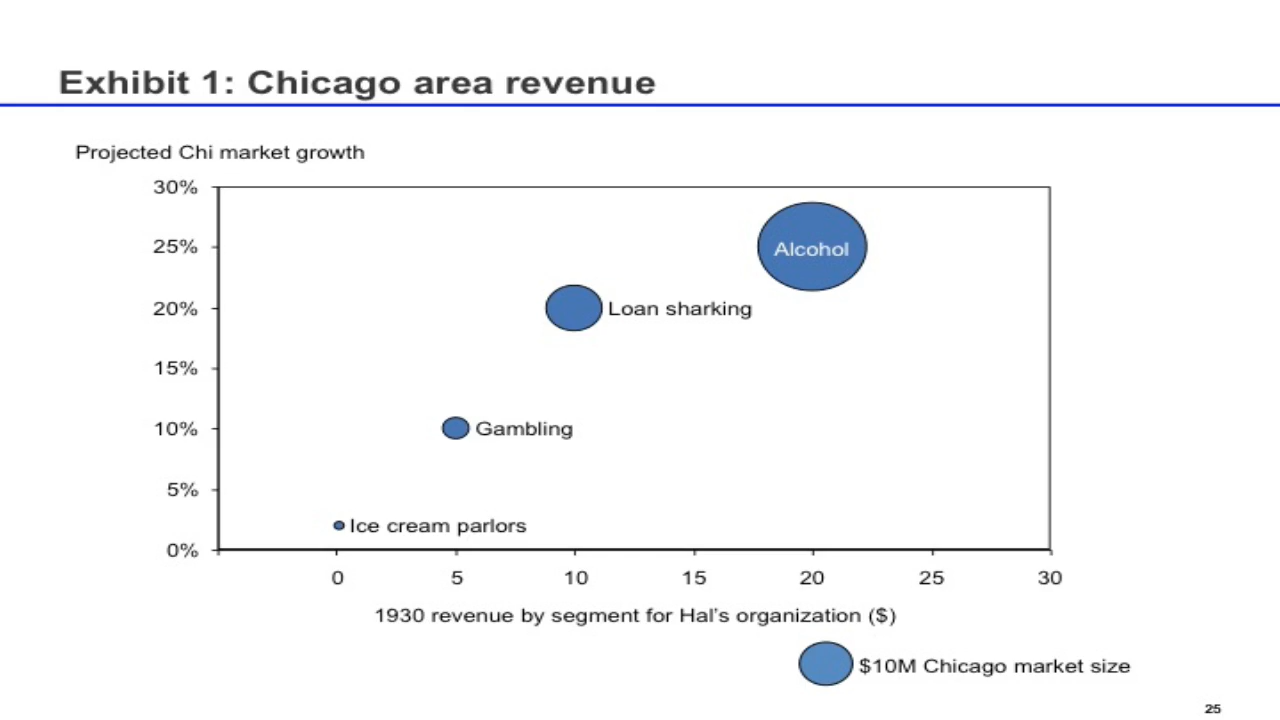 Exhibit 1: Chicago area revenue
Projected Chi market growth
30%
25%
Alcohol
20%
Loan sharking
15%
10%
Gambling
5%
Ice cream parlors
0%
0 5 10 15 20 25 30
1930 revenue by segment for Hal's organization ($)
$10M Chicago market size
25